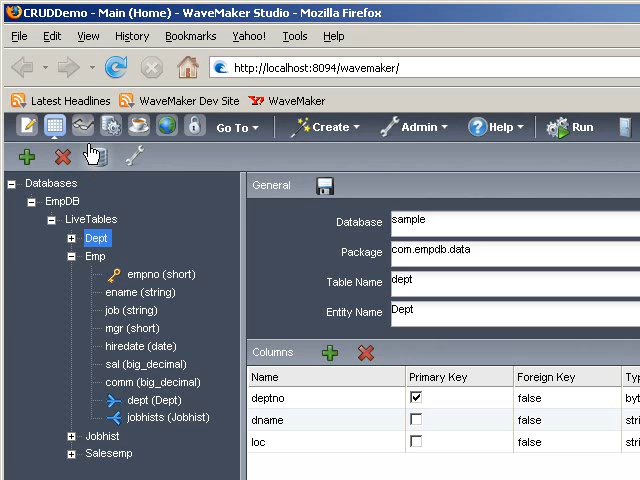 CRUDDemo - Main (Home) - WaveMaker Studio - Mozilla Firefox
File Edit View History Bookmarks Yahoo! Tools Help
http://localhost:8094/wavemaker/
Latest Headlines WaveMaker Dev Site WaveMaker
Go To Create Admin Help Run
Databases
EmpDB
LiveTables
Dept
Emp
empno (short)
ename (string)
job (string)
mgr (short)
hiredate (date)
sal (big_decimal)
comm (big_decimal)
dept (Dept)
jobhists (Jobhist)
Jobhist
Salesemp
General
Database sample
Package com.empdb.data
Table Name dept
Entity Name Dept
Columns
Name Primary Key Foreign Key Typ
deptno false byt
dname false stri
loc false stri